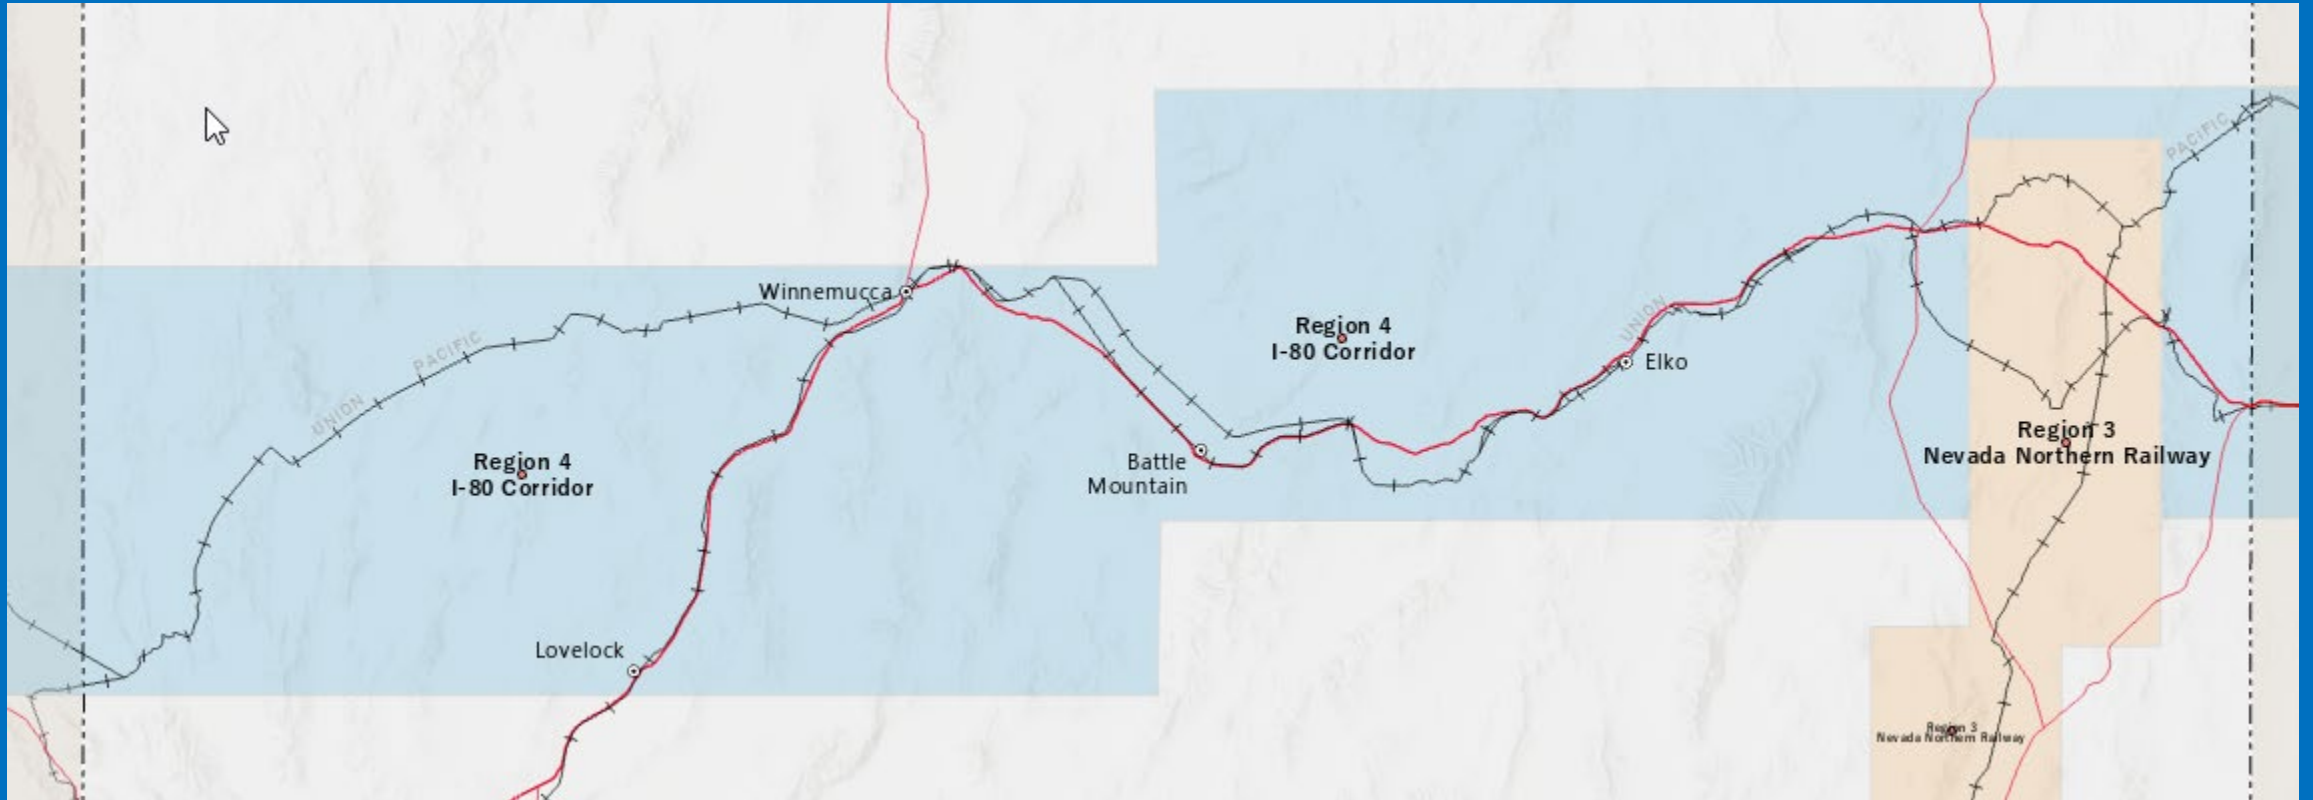 PACIFIC
Winnemucca
Region 4
I-80 Corridor
UNION
PACIFIC
Elko
UNION
Region 3
Nevada Northern Railway
Region 4
I-80 Corridor
Battle
Mountain
Lovelock
Region 3
Nevada Northern Railway